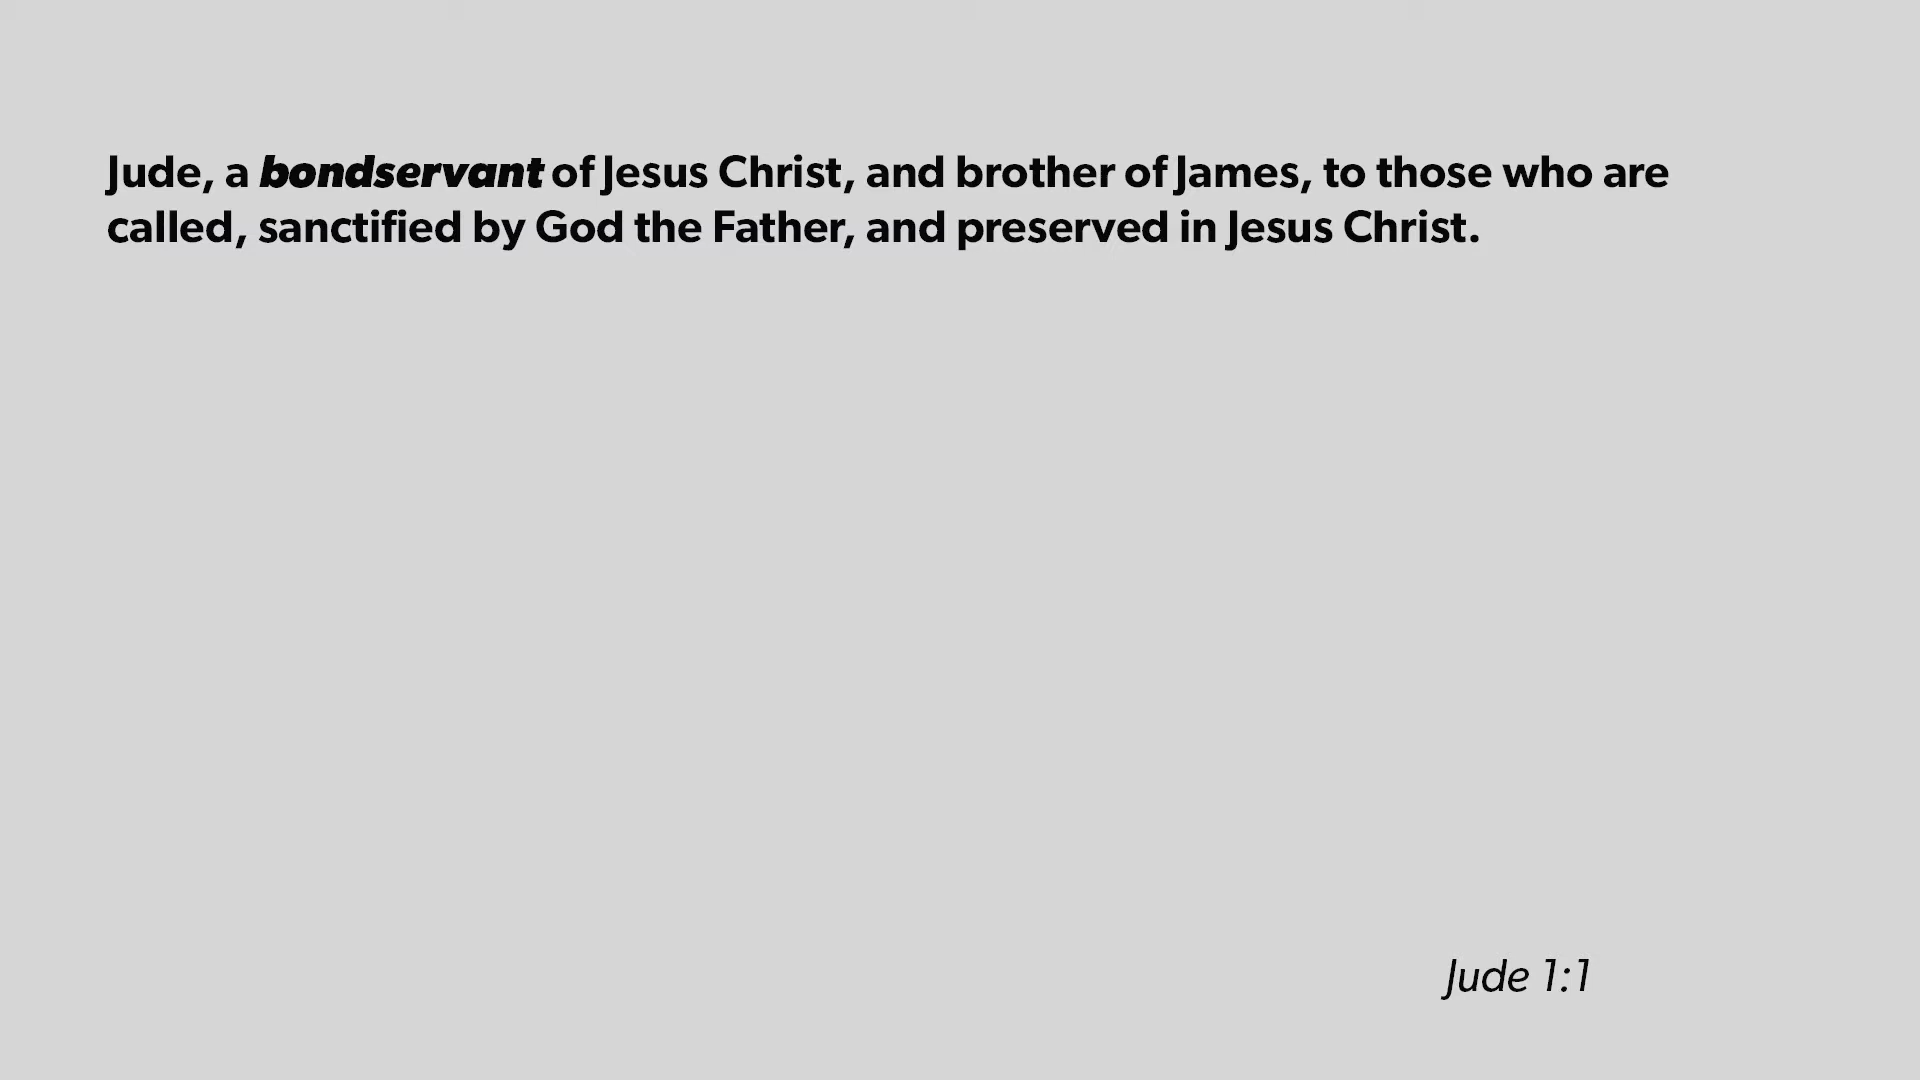 Jude, a bondservant of Jesus Christ, and brother of James, to those who are
called, sanctified by God the Father, and preserved in Jesus Christ.
Jude 1:1